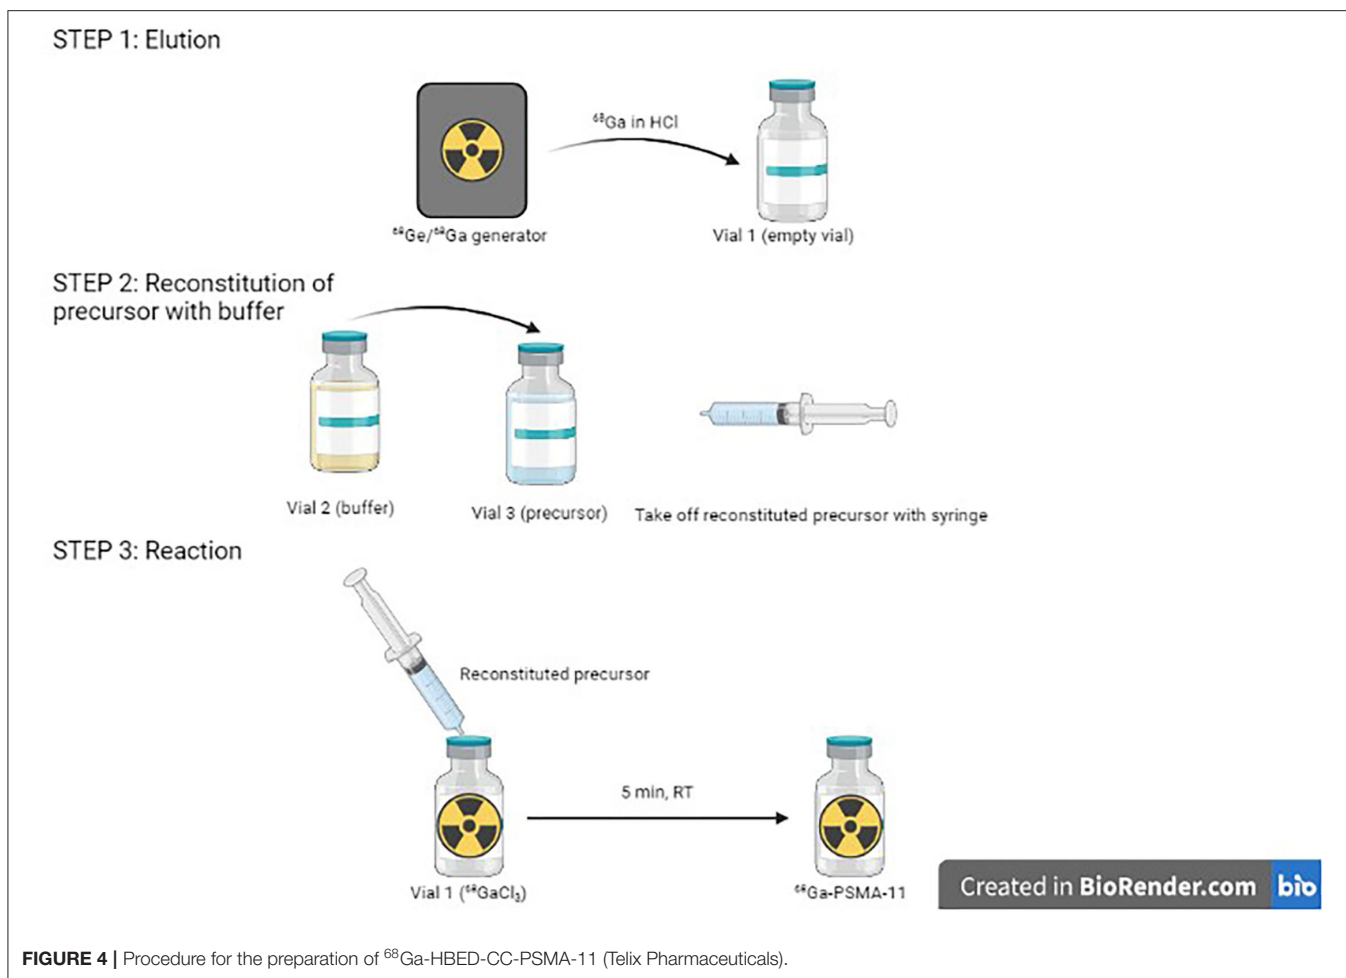 STEP 1: Elution
⁶⁸Ga in HCl
⁶⁸Ge/⁶⁸Ga generator
Vial 1 (empty vial)
STEP 2: Reconstitution of
precursor with buffer
Vial 2 (buffer)
Vial 3 (precursor)
Take off reconstituted precursor with syringe
STEP 3: Reaction
Reconstituted precursor
5 min, RT
Vial 1 (⁶⁸GaCl₃)
⁶⁸Ga-PSMA-11
Created in BioRender.com bio
FIGURE 4 | Procedure for the preparation of ⁶⁸Ga-HBED-CC-PSMA-11 (Telix Pharmaceuticals).